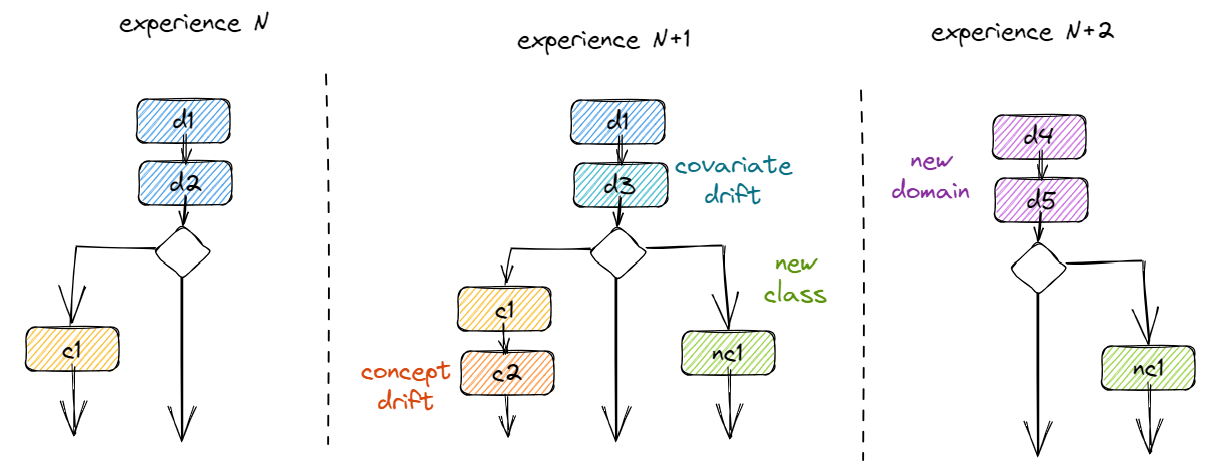 experience N
d1
d2
c1
experience N+1
d1
d3
covariate
drift
new
class
c1
c2
concept
drift
nc1
experience N+2
d4
d5
new
domain
nc1